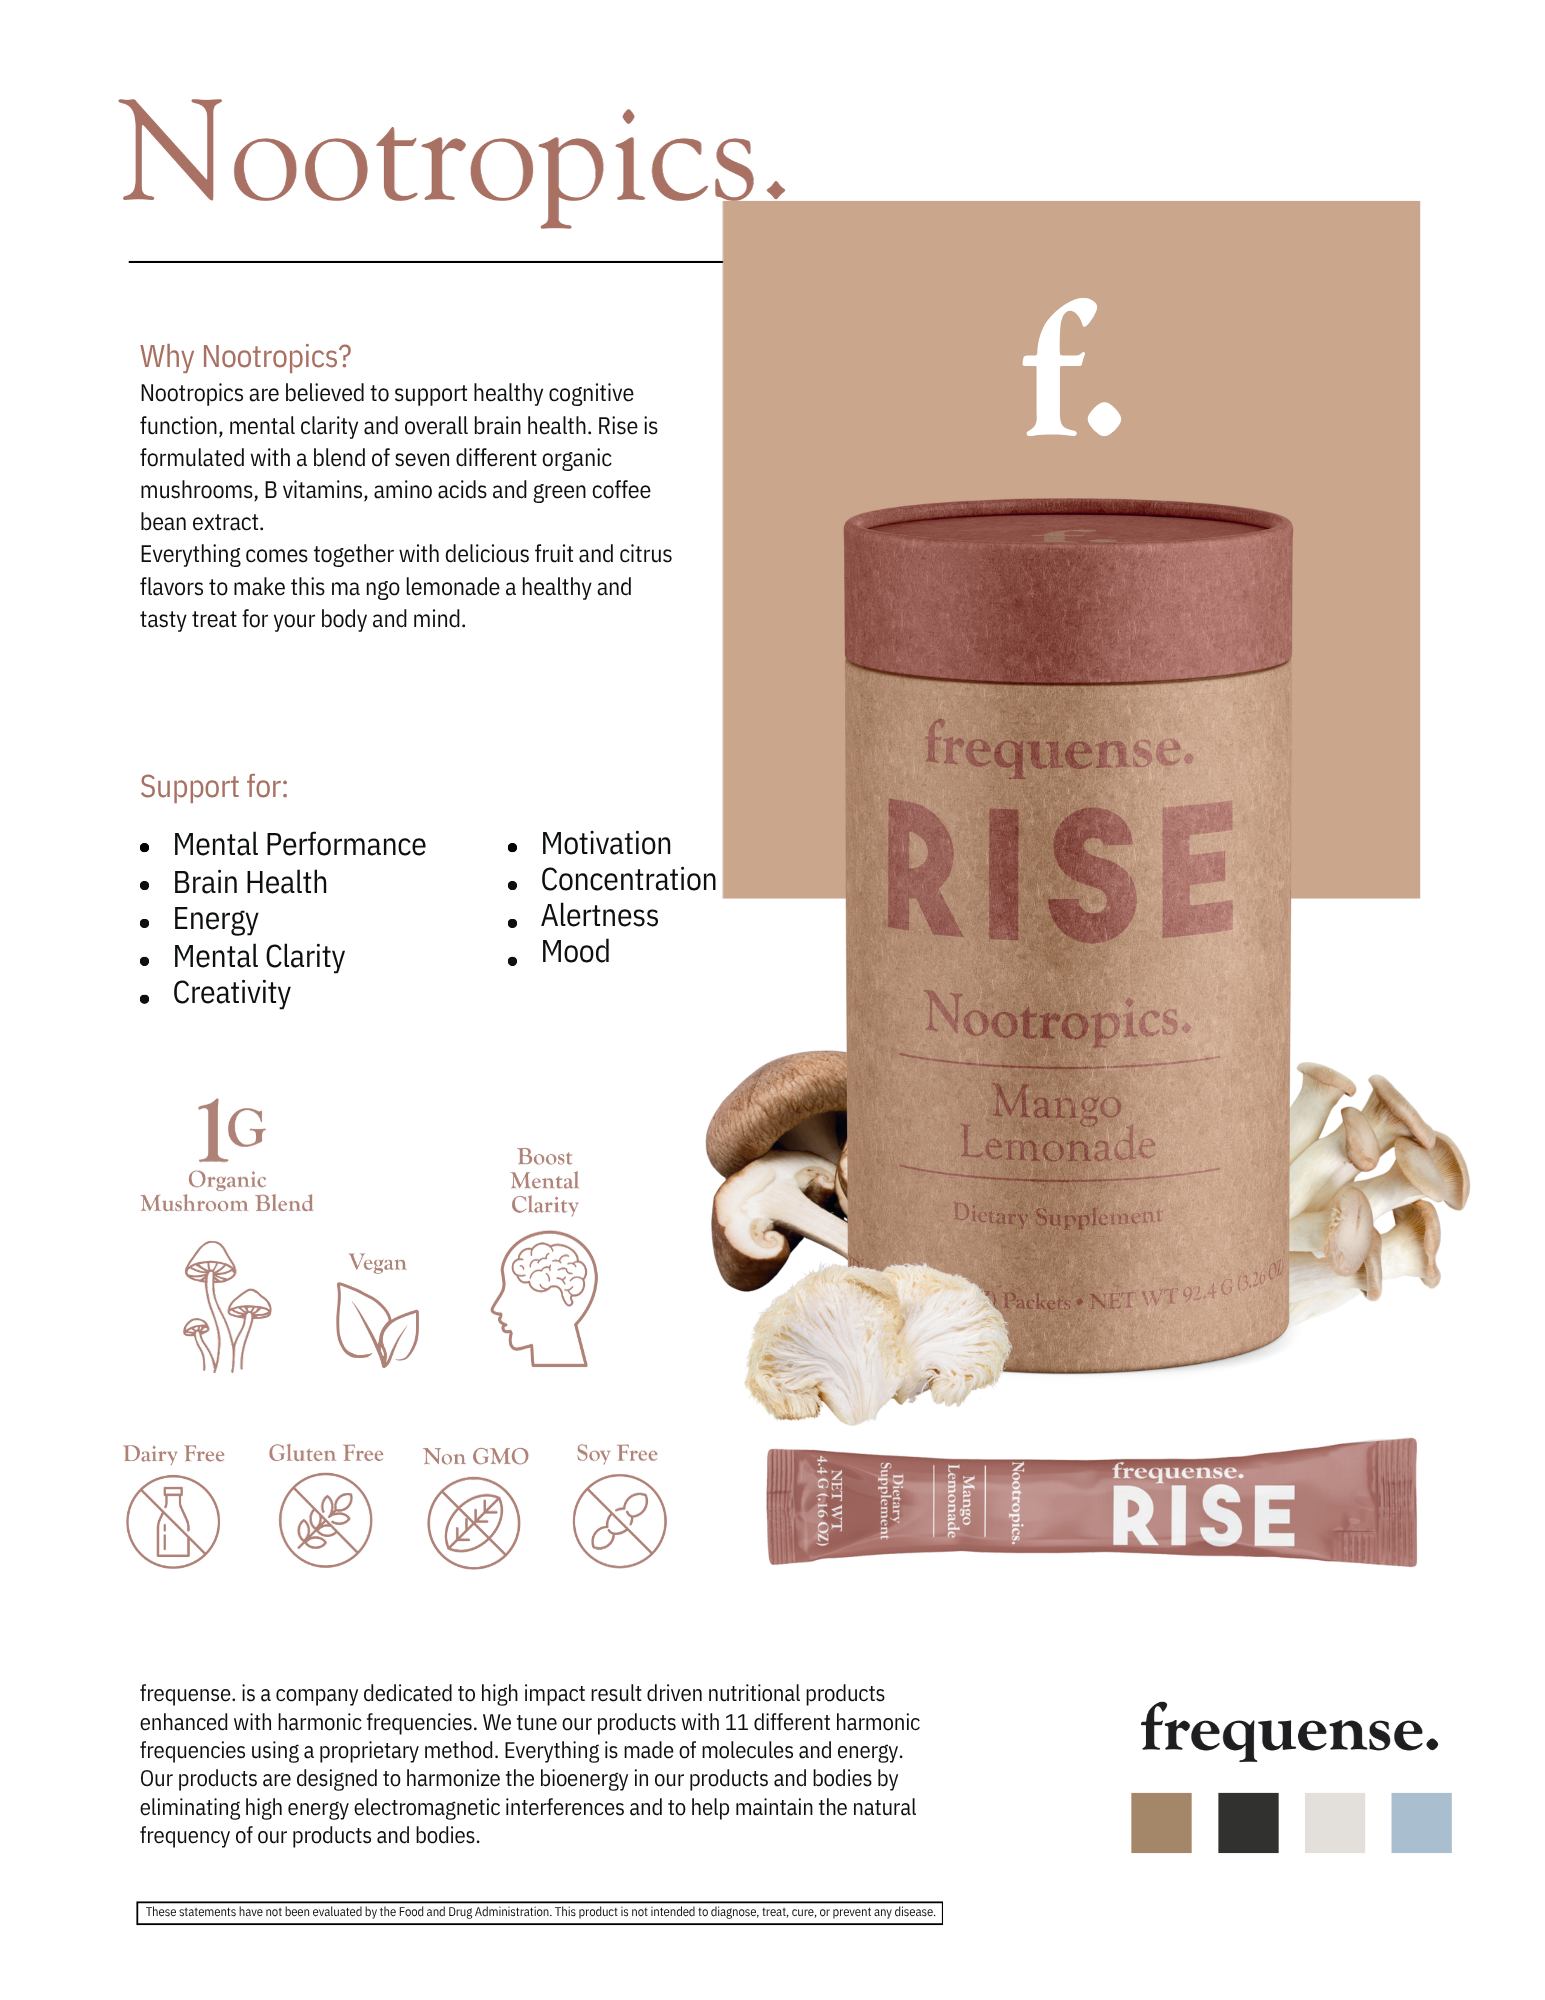 Nootropics.
f.
Why Nootropics?
Nootropics are believed to support healthy cognitive
function, mental clarity and overall brain health. Rise is
formulated with a blend of seven different organic
mushrooms, B vitamins, amino acids and green coffee
bean extract.
Everything comes together with delicious fruit and citrus
flavors to make this ma ngo lemonade a healthy and
tasty treat for your body and mind.
Support for:
• Mental Performance
• Brain Health
• Energy
• Mental Clarity
• Creativity
• Motivation
• Concentration
• Alertness
• Mood
f.
frequense.
RISE
Nootropics.
Mango
Lemonade
Dietary Supplement
Packets • NET WT 92.4 G (3.26 OZ
1G
Organic
Mushroom Blend
Vegan
Boost
Mental
Clarity
Dairy Free
Gluten Free
Non GMO
Soy Free
NET WT
4.4 G (.16 OZ)
Dietary
Supplement
Mango
Lemonade
Nootropics.
frequense.
RISE
frequense. is a company dedicated to high impact result driven nutritional products
enhanced with harmonic frequencies. We tune our products with 11 different harmonic
frequencies using a proprietary method. Everything is made of molecules and energy.
Our products are designed to harmonize the bioenergy in our products and bodies by
eliminating high energy electromagnetic interferences and to help maintain the natural
frequency of our products and bodies.
frequense.
These statements have not been evaluated by the Food and Drug Administration. This product is not intended to diagnose, treat, cure, or prevent any disease.